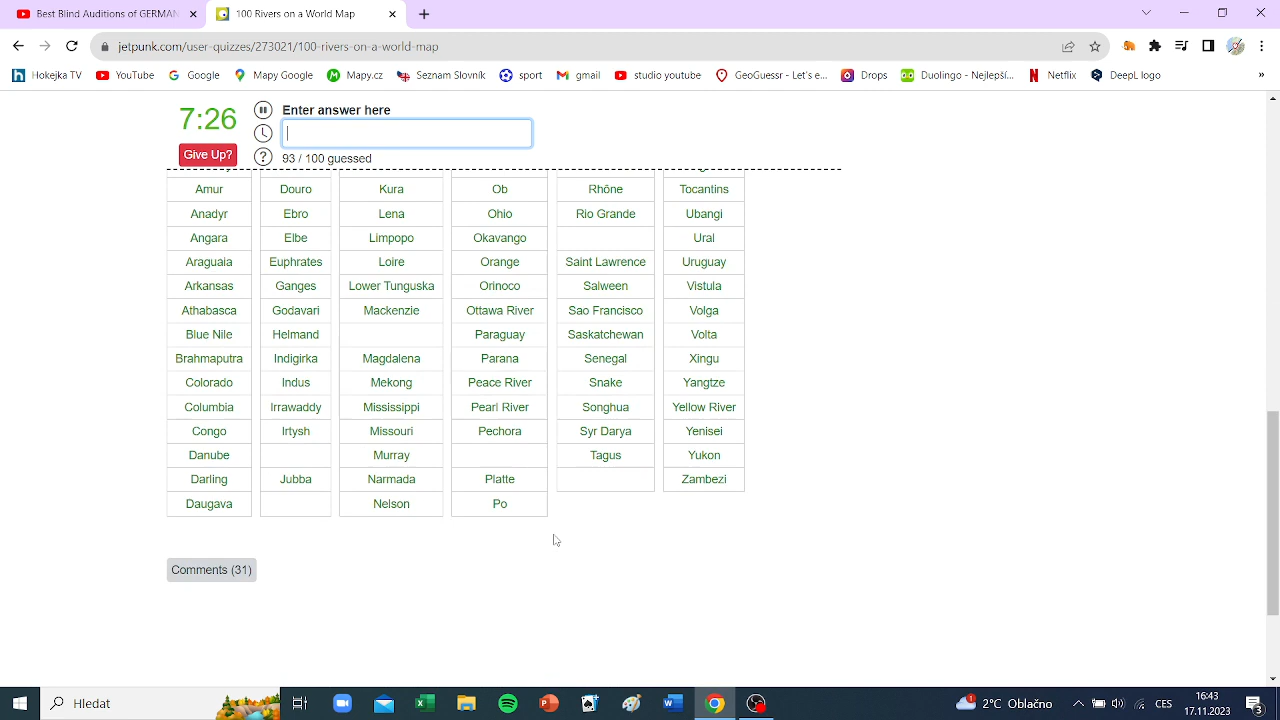 Best Blind Auditions of GERMAN
100 Rivers on a World Map
jetpunk.com/user-quizzes/273021/100-rivers-on-a-world-map
Hokejka TV YouTube Google Mapy Google Mapy.cz Seznam Slovník sport gmail studio youtube GeoGuessr - Let's e... Drops Duolingo - Nejlepší... Netflix DeepL logo »
7:26 Enter answer here
Give Up? ? 93 / 100 guessed
Amur Douro Kura Ob Rhône Tocantins
Anadyr Ebro Lena Ohio Rio Grande Ubangi
Angara Elbe Limpopo Okavango Ural
Araguaia Euphrates Loire Orange Saint Lawrence Uruguay
Arkansas Ganges Lower Tunguska Orinoco Salween Vistula
Athabasca Godavari Mackenzie Ottawa River Sao Francisco Volga
Blue Nile Helmand Paraguay Saskatchewan Volta
Brahmaputra Indigirka Magdalena Parana Senegal Xingu
Colorado Indus Mekong Peace River Snake Yangtze
Columbia Irrawaddy Mississippi Pearl River Songhua Yellow River
Congo Irtysh Missouri Pechora Syr Darya Yenisei
Danube Murray Tagus Yukon
Darling Jubba Narmada Platte Zambezi
Daugava Nelson Po
Comments (31)
Hledat 2°C Oblačno CES 16:43
17.11.2023 3